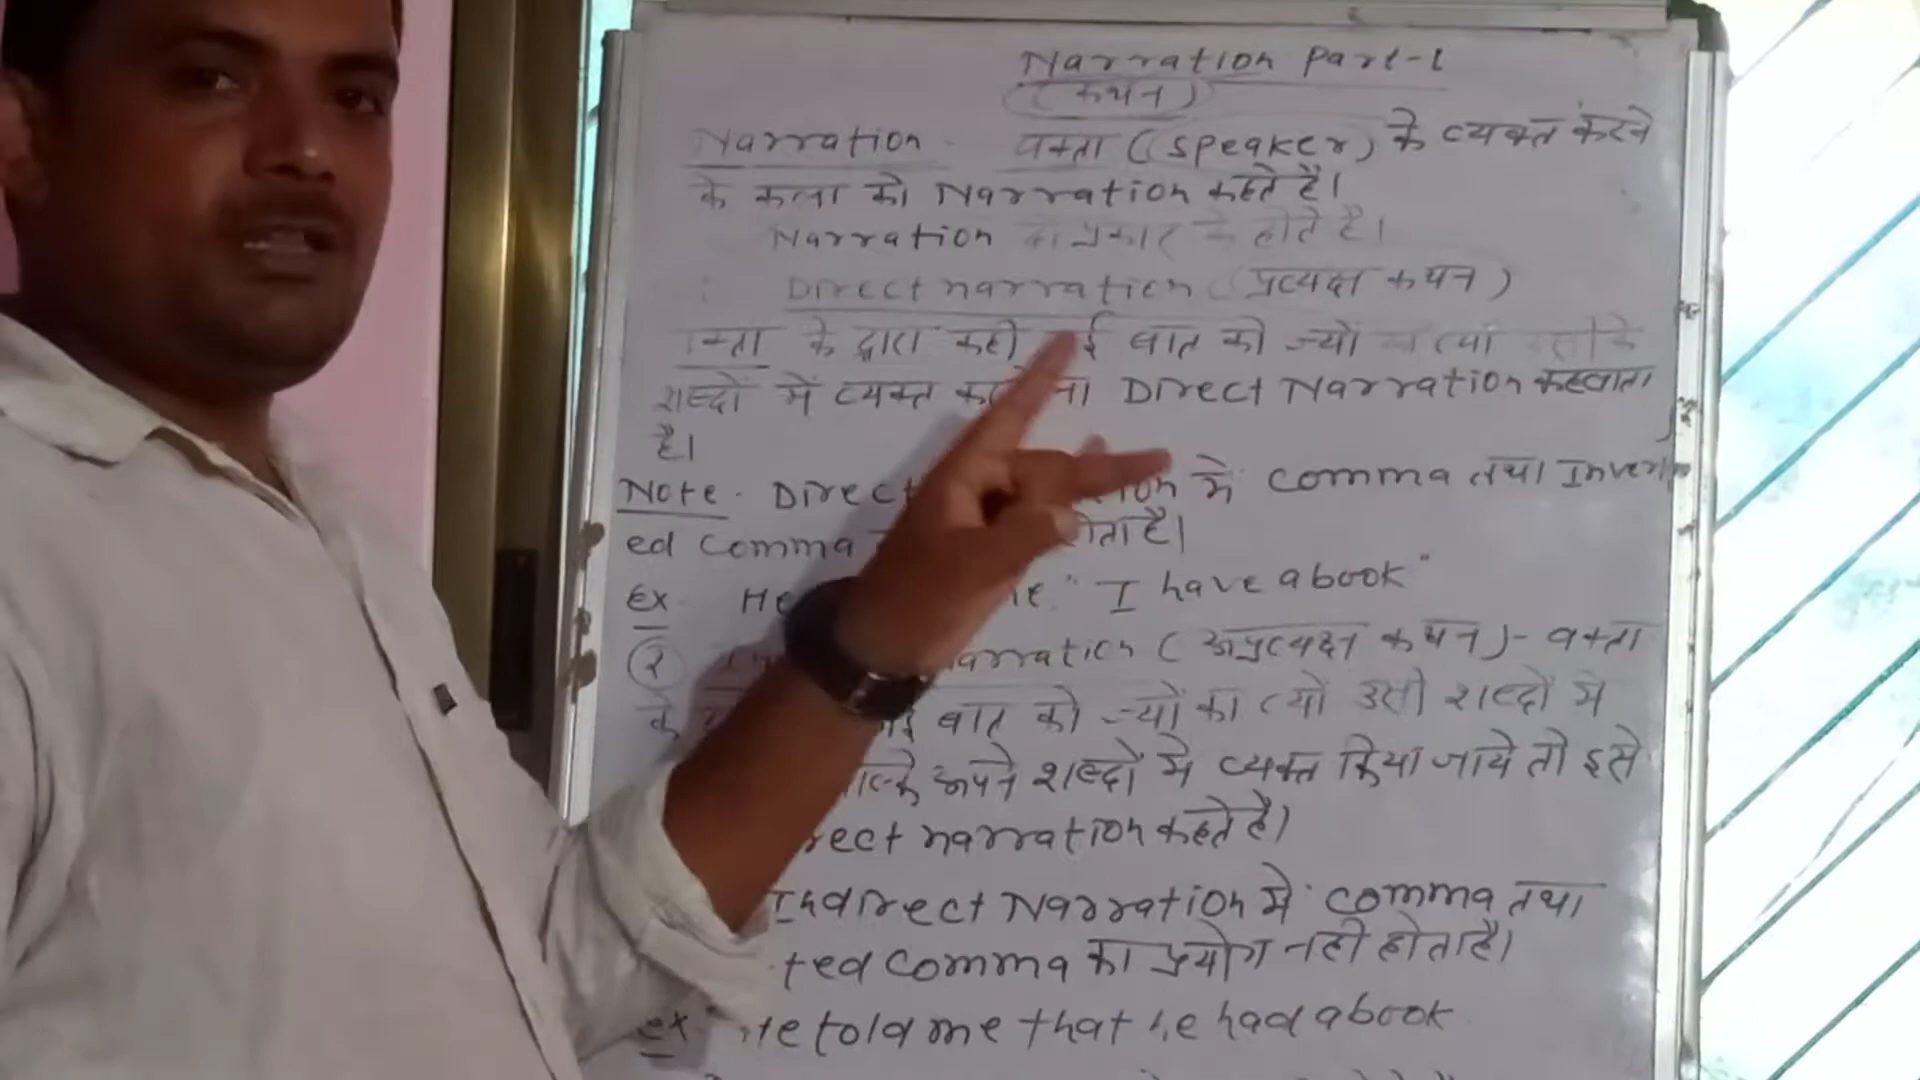 Narration Part-1
(कथन)
Narration - वक्ता (speaker) के व्यक्त करने
के कला को Narration कहते है।
Narration दो प्रकार के होते है।
Direct narration (प्रत्यक्ष कथन)
के द्वारा कही बात को ज्यों त्यों
शब्दों में व्यक्त Direct Narration कहलाता
है।
Note - Direct में comma तथा Invert
ed comma होता है।
Ex - He "I have a book"
② narration (अप्रत्यक्ष कथन) - वक्ता
के बात को ज्यों का त्यों उसी शब्दों में
अपने शब्दों में व्यक्त किया जाये तो इसे
rect narration कहते है।
Indirect Narration में comma तथा
ted comma का प्रयोग नही होता है।
ex - He told me that he had a book